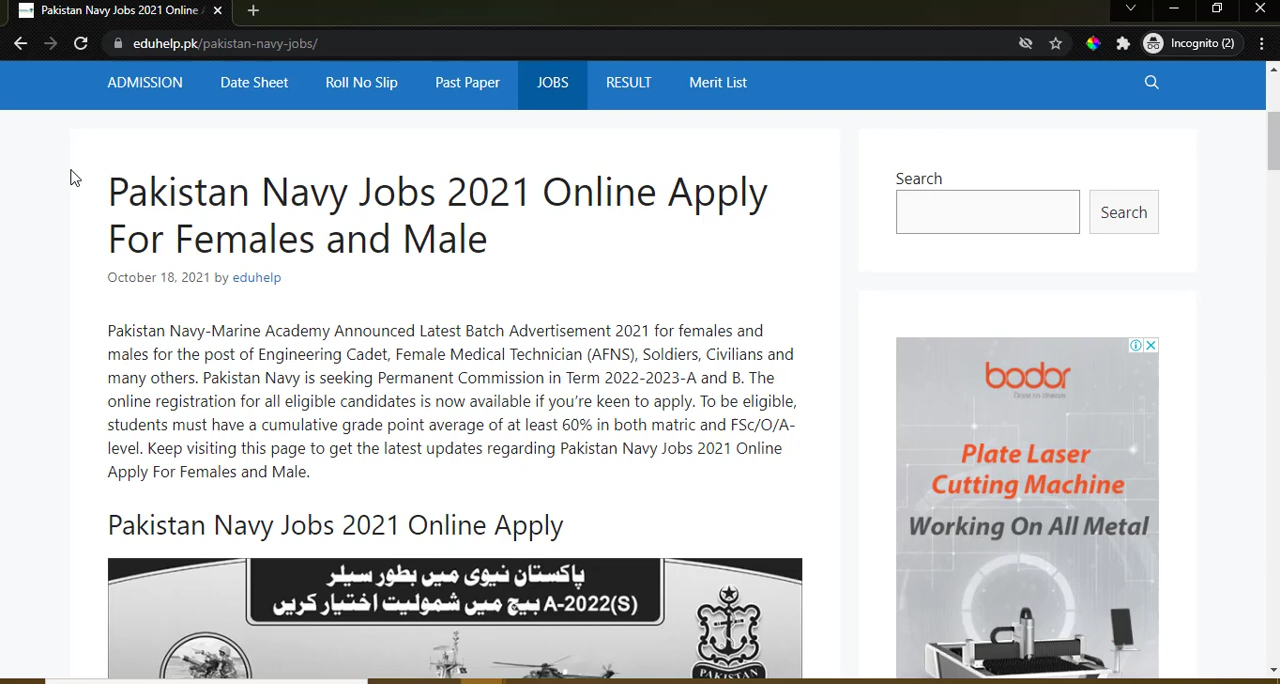 Pakistan Navy Jobs 2021 Online
eduhelp.pk/pakistan-navy-jobs/
Incognito (2)
ADMISSION Date Sheet Roll No Slip Past Paper JOBS RESULT Merit List
Pakistan Navy Jobs 2021 Online Apply
For Females and Male
October 18, 2021 by eduhelp
Pakistan Navy-Marine Academy Announced Latest Batch Advertisement 2021 for females and
males for the post of Engineering Cadet, Female Medical Technician (AFNS), Soldiers, Civilians and
many others. Pakistan Navy is seeking Permanent Commission in Term 2022-2023-A and B. The
online registration for all eligible candidates is now available if you’re keen to apply. To be eligible,
students must have a cumulative grade point average of at least 60% in both matric and FSc/O/A-
level. Keep visiting this page to get the latest updates regarding Pakistan Navy Jobs 2021 Online
Apply For Females and Male.
Pakistan Navy Jobs 2021 Online Apply
پاکستان نیوی میں بطور سیلر
بیچ A-2022(S) میں شمولیت اختیار کریں
PAKISTAN
Search
Search
bodor
Plate Laser
Cutting Machine
Working On All Metal